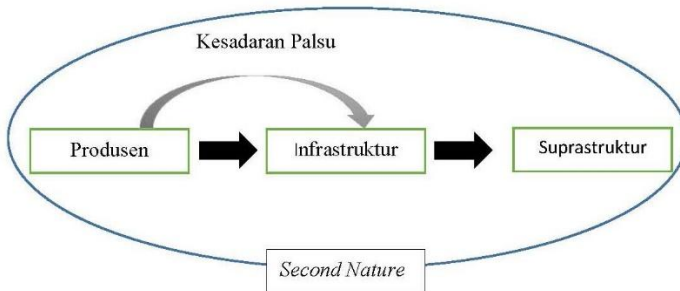 Kesadaran Palsu
Produsen
Infrastruktur
Suprastruktur
Second Nature